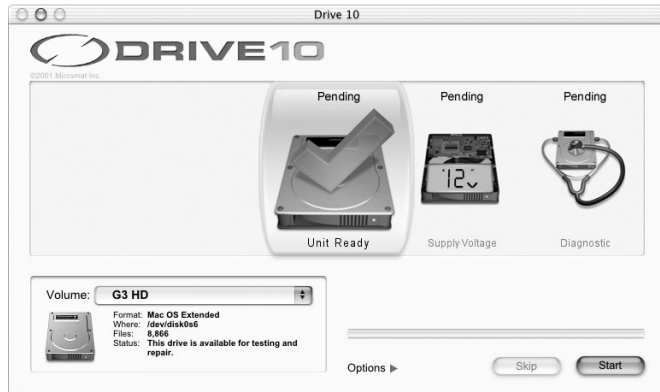 Drive 10
DRIVE10
©2001 Micromat Inc.
Pending Pending Pending
12v
Unit Ready Supply Voltage Diagnostic
Volume: G3 HD
Format: Mac OS Extended
Where: /dev/disk0s6
Files: 8,866
Status: This drive is available for testing and
repair.
Options Skip Start